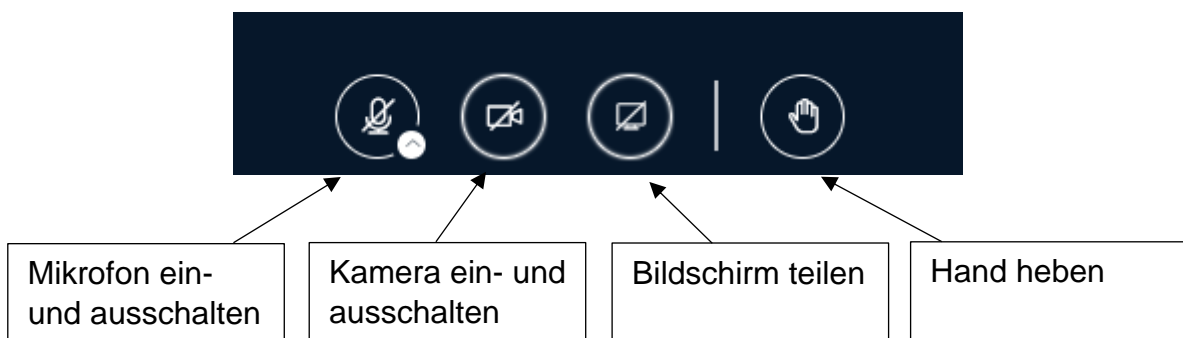 Mikrofon ein-
und ausschalten
Kamera ein- und
ausschalten
Bildschirm teilen
Hand heben